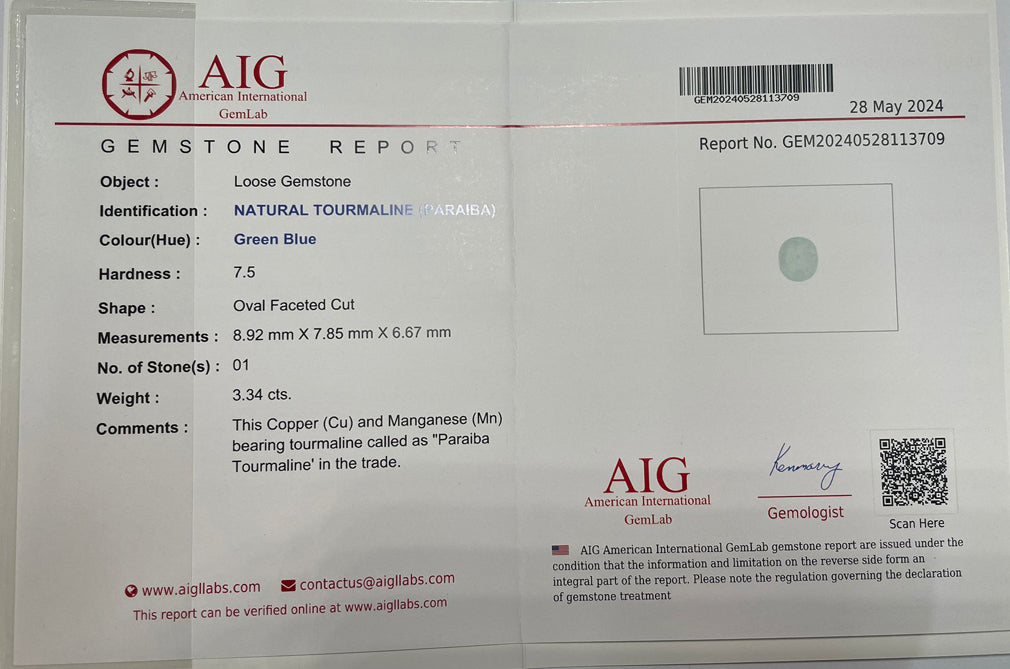 AIG
American International
GemLab
GEM20240528113709
28 May 2024
GEMSTONE REPORT
Report No. GEM20240528113709
Object : Loose Gemstone
Identification : NATURAL TOURMALINE (PARAIBA)
Colour(Hue) : Green Blue
Hardness : 7.5
Shape : Oval Faceted Cut
Measurements : 8.92 mm X 7.85 mm X 6.67 mm
No. of Stone(s) : 01
Weight : 3.34 cts.
Comments : This Copper (Cu) and Manganese (Mn)
bearing tourmaline called as "Paraiba
Tourmaline' in the trade.
www.aigllabs.com contactus@aigllabs.com
This report can be verified online at www.aigllabs.com
AIG
American International
GemLab
Gemologist
Scan Here
AIG American International GemLab gemstone report are issued under the
condition that the information and limitation on the reverse side form an
integral part of the report. Please note the regulation governing the declaration
of gemstone treatment